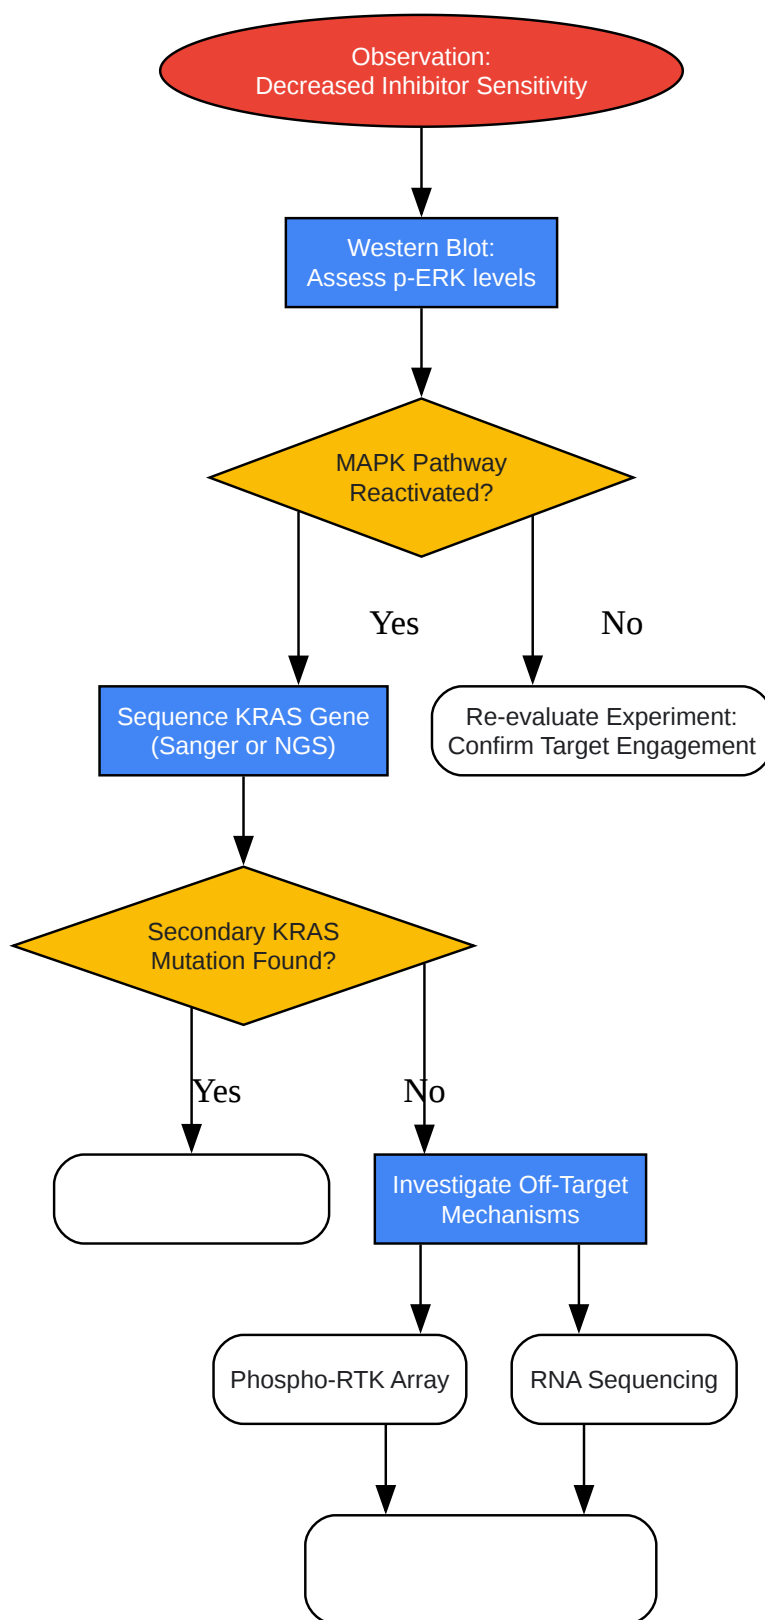 Observation:
Decreased Inhibitor Sensitivity
Western Blot:
Assess p-ERK levels
MAPK Pathway
Reactivated?
Yes
No
Sequence KRAS Gene
(Sanger or NGS)
Re-evaluate Experiment:
Confirm Target Engagement
Secondary KRAS
Mutation Found?
Yes
No
Investigate Off-Target
Mechanisms
Phospho-RTK Array
RNA Sequencing